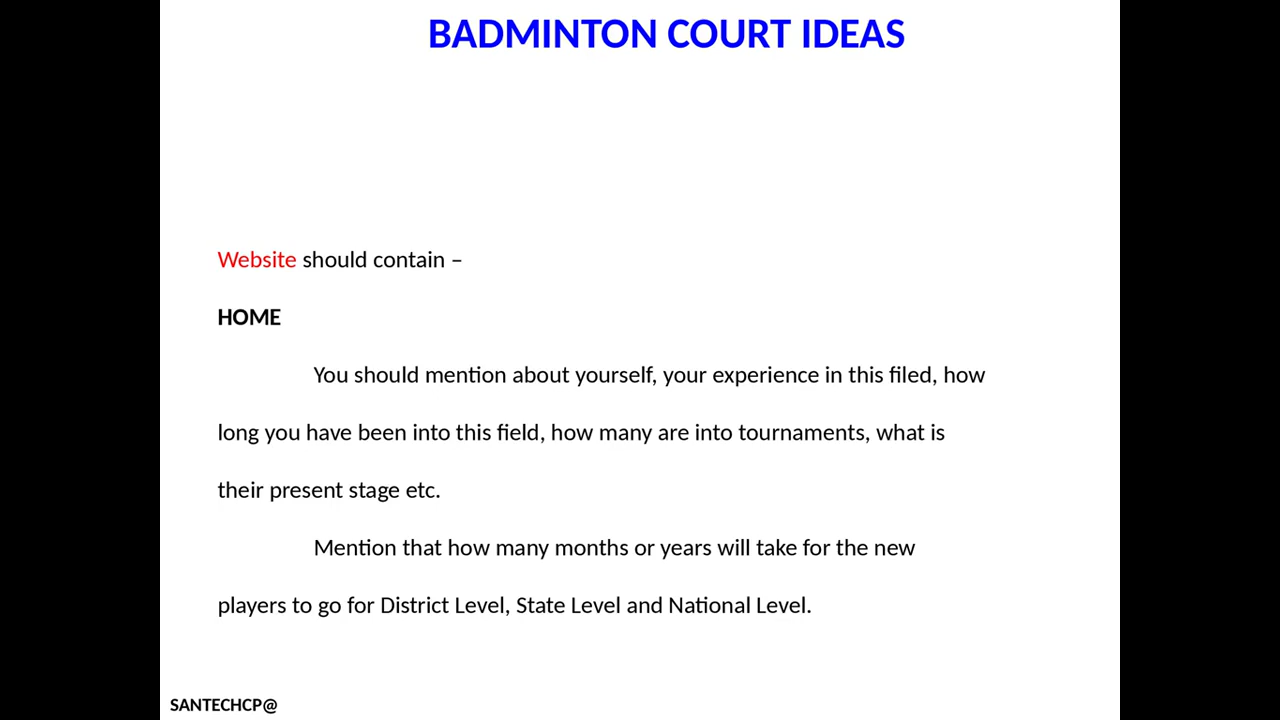 BADMINTON COURT IDEAS
Website should contain –
HOME
You should mention about yourself, your experience in this filed, how
long you have been into this field, how many are into tournaments, what is
their present stage etc.
Mention that how many months or years will take for the new
players to go for District Level, State Level and National Level.
SANTECHCP@